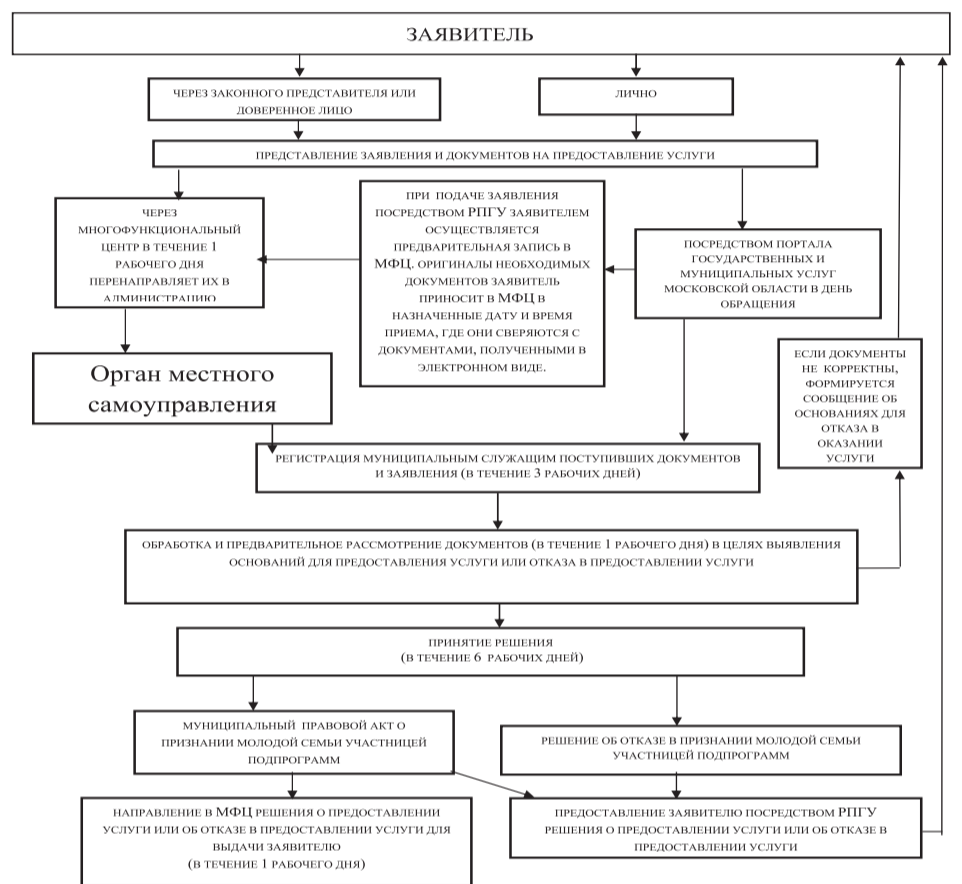 ЗАЯВИТЕЛЬ
ЧЕРЕЗ ЗАКОННОГО ПРЕДСТАВИТЕЛЯ ИЛИ
ДОВЕРЕННОЕ ЛИЦО
ЛИЧНО
ПРЕДСТАВЛЕНИЕ ЗАЯВЛЕНИЯ И ДОКУМЕНТОВ НА ПРЕДОСТАВЛЕНИЕ УСЛУГИ
ЧЕРЕЗ
МНОГОФУНКЦИОНАЛЬНЫЙ
ЦЕНТР В ТЕЧЕНИЕ 1
РАБОЧЕГО ДНЯ
ПЕРЕНАПРАВЛЯЕТ ИХ В
АДМИНИСТРАЦИЮ
ПРИ ПОДАЧЕ ЗАЯВЛЕНИЯ
ПОСРЕДСТВОМ РПГУ ЗАЯВИТЕЛЕМ
ОСУЩЕСТВЛЯЕТСЯ
ПРЕДВАРИТЕЛЬНАЯ ЗАПИСЬ В
МФЦ. ОРИГИНАЛЫ НЕОБХОДИМЫХ
ДОКУМЕНТОВ ЗАЯВИТЕЛЬ
ПРИНОСИТ В МФЦ В
НАЗНАЧЕННЫЕ ДАТУ И ВРЕМЯ
ПРИЕМА, ГДЕ ОНИ СВЕРЯЮТСЯ С
ДОКУМЕНТАМИ, ПОЛУЧЕННЫМИ В
ЭЛЕКТРОННОМ ВИДЕ.
ПОСРЕДСТВОМ ПОРТАЛА
ГОСУДАРСТВЕННЫХ И
МУНИЦИПАЛЬНЫХ УСЛУГ
МОСКОВСКОЙ ОБЛАСТИ В ДЕНЬ
ОБРАЩЕНИЯ
ЕСЛИ ДОКУМЕНТЫ
НЕ КОРРЕКТНЫ,
ФОРМИРУЕТСЯ
СООБЩЕНИЕ ОБ
ОСНОВАНИЯХ ДЛЯ
ОТКАЗА В
ОКАЗАНИИ
УСЛУГИ
Орган местного
самоуправления
РЕГИСТРАЦИЯ МУНИЦИПАЛЬНЫМ СЛУЖАЩИМ ПОСТУПИВШИХ ДОКУМЕНТОВ
И ЗАЯВЛЕНИЯ (В ТЕЧЕНИЕ 3 РАБОЧИХ ДНЕЙ)
ОБРАБОТКА И ПРЕДВАРИТЕЛЬНОЕ РАССМОТРЕНИЕ ДОКУМЕНТОВ (В ТЕЧЕНИЕ 1 РАБОЧЕГО ДНЯ) В ЦЕЛЯХ ВЫЯВЛЕНИЯ
ОСНОВАНИЙ ДЛЯ ПРЕДОСТАВЛЕНИЯ УСЛУГИ ИЛИ ОТКАЗА В ПРЕДОСТАВЛЕНИИ УСЛУГИ
ПРИНЯТИЕ РЕШЕНИЯ
(В ТЕЧЕНИЕ 6 РАБОЧИХ ДНЕЙ)
МУНИЦИПАЛЬНЫЙ ПРАВОВОЙ АКТ О
ПРИЗНАНИИ МОЛОДОЙ СЕМЬИ УЧАСТНИЦЕЙ
ПОДПРОГРАММ
РЕШЕНИЕ ОБ ОТКАЗЕ В ПРИЗНАНИИ МОЛОДОЙ СЕМЬИ
УЧАСТНИЦЕЙ ПОДПРОГРАММ
НАПРАВЛЕНИЕ В МФЦ РЕШЕНИЯ О ПРЕДОСТАВЛЕНИИ
УСЛУГИ ИЛИ ОБ ОТКАЗЕ В ПРЕДОСТАВЛЕНИИ УСЛУГИ ДЛЯ
ВЫДАЧИ ЗАЯВИТЕЛЮ
(В ТЕЧЕНИЕ 1 РАБОЧЕГО ДНЯ)
ПРЕДОСТАВЛЕНИЕ ЗАЯВИТЕЛЮ ПОСРЕДСТВОМ РПГУ
РЕШЕНИЯ О ПРЕДОСТАВЛЕНИИ УСЛУГИ ИЛИ ОБ ОТКАЗЕ В
ПРЕДОСТАВЛЕНИИ УСЛУГИ